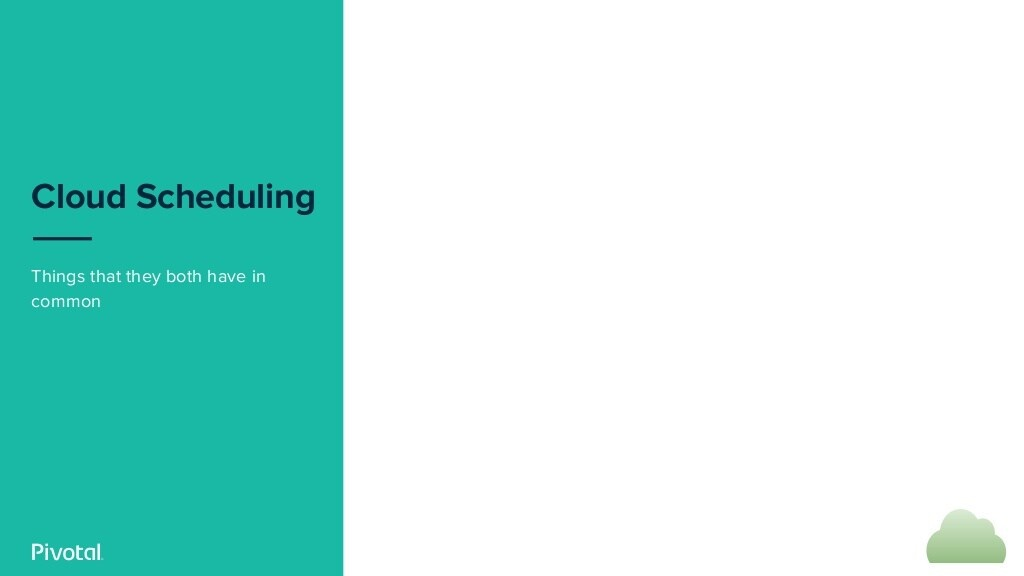 Cloud Scheduling
Things that they both have in
common
Pivotal